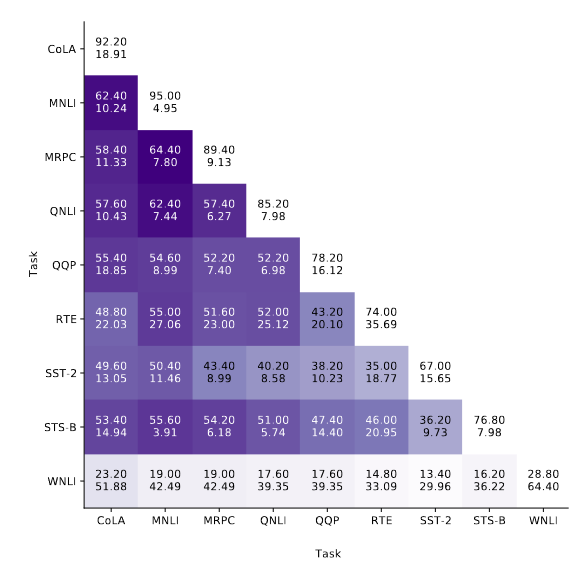 92.20
CoLA
18.91
62.40 95.00
MNLI
10.24 4.95
58.40 64.40 89.40
MRPC
11.33 7.80 9.13
57.60 62.40 57.40 85.20
QNLI
10.43 7.44 6.27 7.98
55.40 54.60 52.20 52.20 78.20
QQP
18.85 8.99 7.40 6.98 16.12
Task
48.80 55.00 51.60 52.00 43.20 74.00
RTE
22.03 27.06 23.00 25.12 20.10 35.69
49.60 50.40 43.40 40.20 38.20 35.00 67.00
SST-2
13.05 11.46 8.99 8.58 10.23 18.77 15.65
53.40 55.60 54.20 51.00 47.40 46.00 36.20 76.80
STS-B
14.94 3.91 6.18 5.74 14.40 20.95 9.73 7.98
23.20 19.00 19.00 17.60 17.60 14.80 13.40 16.20 28.80
WNLI
51.88 42.49 42.49 39.35 39.35 33.09 29.96 36.22 64.40
CoLA MNLI MRPC QNLI QQP RTE SST-2 STS-B WNLI
Task